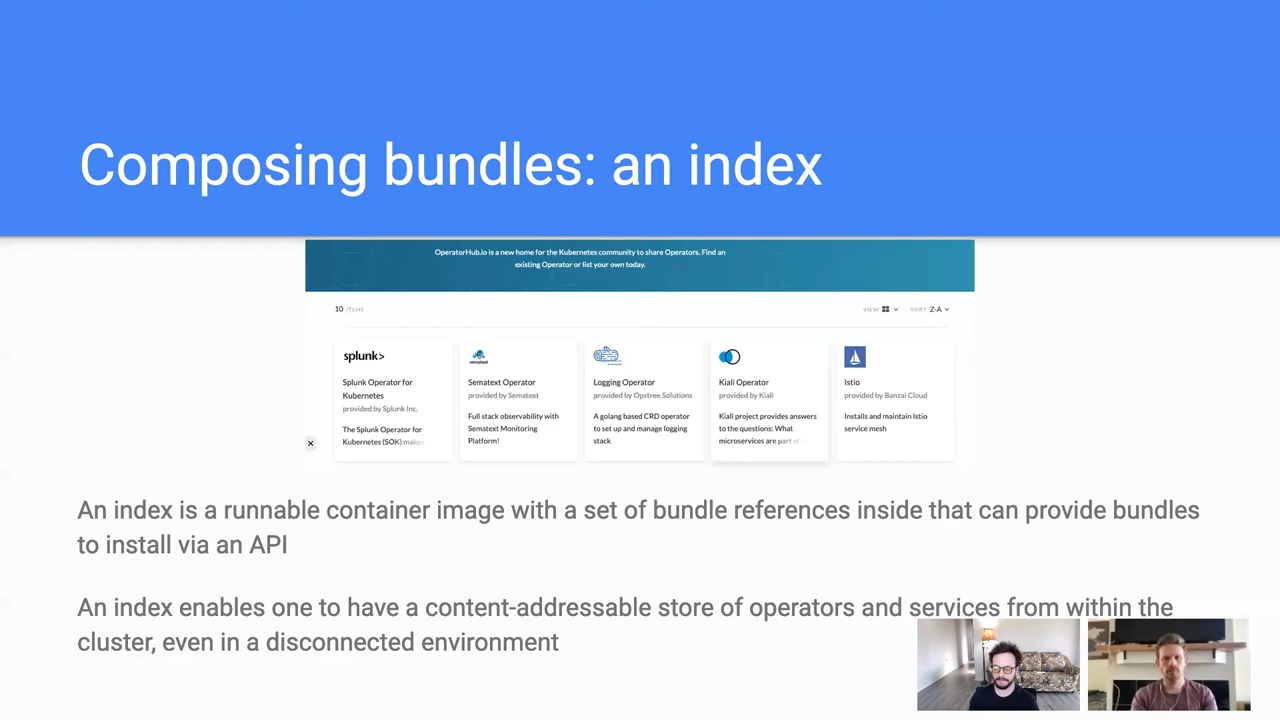 Composing bundles: an index
OperatorHub.io is a new home for the Kubernetes community to share Operators. Find an
existing Operator or list your own today.
10 ITEMS
VIEW
SORT Z-A
splunk>
Splunk Operator for
Kubernetes
provided by Splunk Inc.
The Splunk Operator for
Kubernetes (SOK) makes
sematext
Sematext Operator
provided by Sematext
Full stack observability with
Sematext Monitoring
Platform!
Logging Operator
provided by Opstree Solutions
A golang based CRD operator
to set up and manage logging
stack
Kiali Operator
provided by Kiali
Kiali project provides answers
to the questions: What
microservices are part of
Istio
provided by Banzai Cloud
Installs and maintain Istio
service mesh
An index is a runnable container image with a set of bundle references inside that can provide bundles
to install via an API
An index enables one to have a content-addressable store of operators and services from within the
cluster, even in a disconnected environment